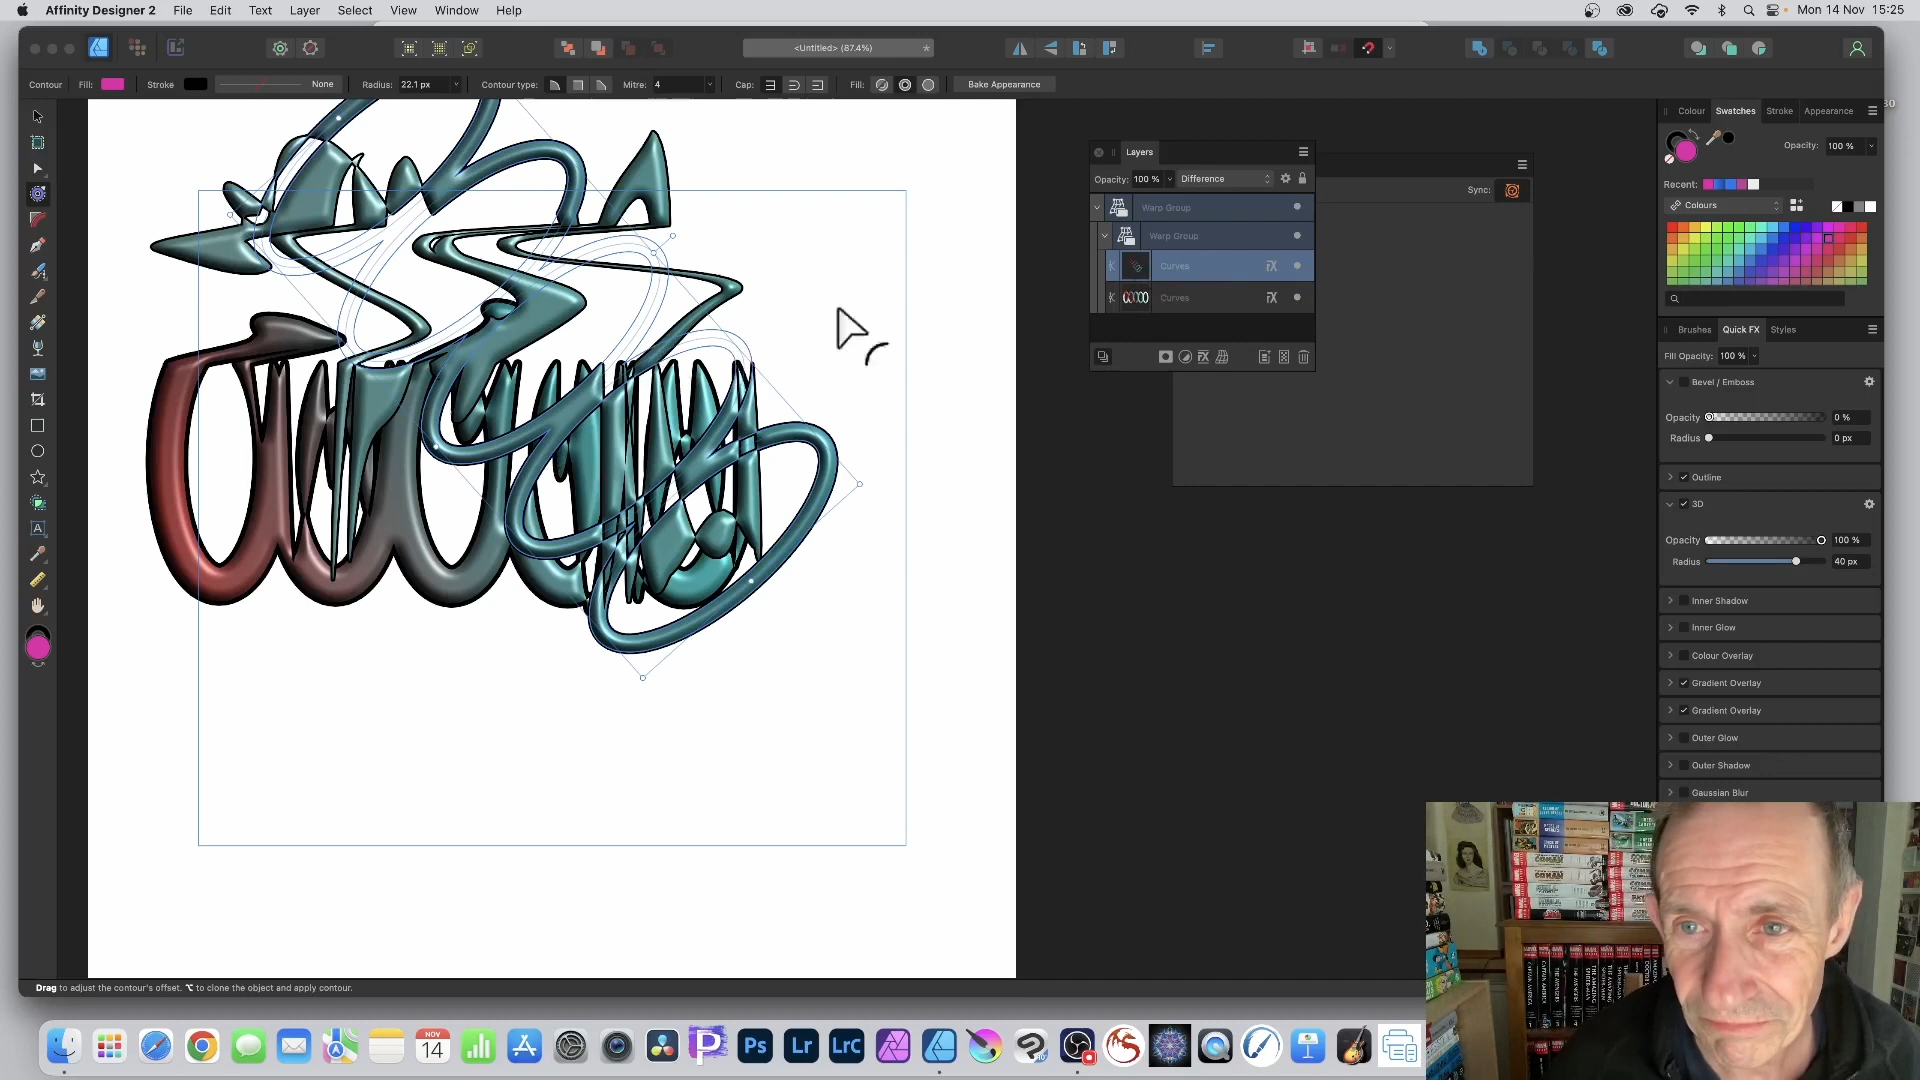 Affinity Designer 2 File Edit Text Layer Select View Window Help Mon 14 Nov 15:25
<Untitled> (87.4%) *
Contour Fill: Stroke None Radius: 22.1 px Contour type: Mitre: 4 Cap: Fill: Bake Appearance
Colour Swatches Stroke Appearance
Opacity: 100 %
Recent:
Colours
Layers
Opacity: 100 % Difference
Sync:
Warp Group
Warp Group
Curves
Curves
Brushes Quick FX Styles
Fill Opacity: 100 %
Bevel / Emboss
Opacity 0 %
Radius 0 px
Outline
3D
Opacity 100 %
Radius 40 px
Inner Shadow
Inner Glow
Colour Overlay
Gradient Overlay
Gradient Overlay
Outer Glow
Outer Shadow
Gaussian Blur
Drag to adjust the contour's offset. ⌥ to clone the object and apply contour.
NOV
14
Ps Lr LrC